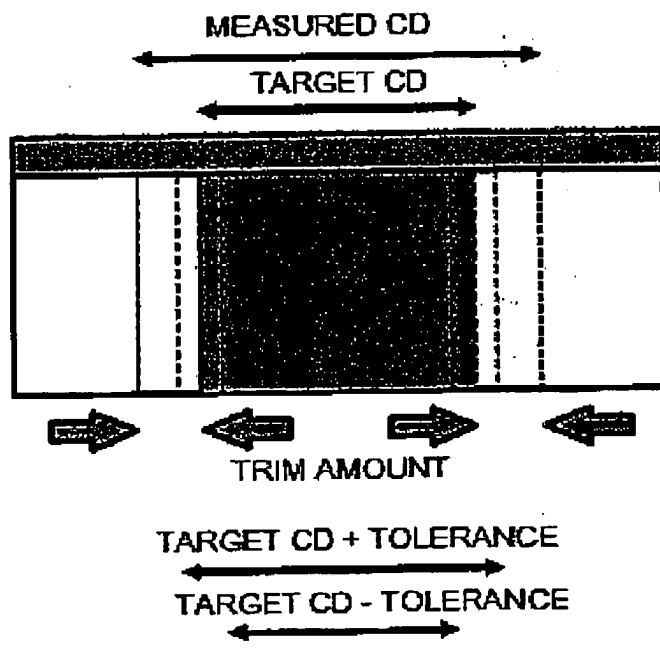 MEASURED CD
TARGET CD
TRIM AMOUNT
TARGET CD + TOLERANCE
TARGET CD - TOLERANCE